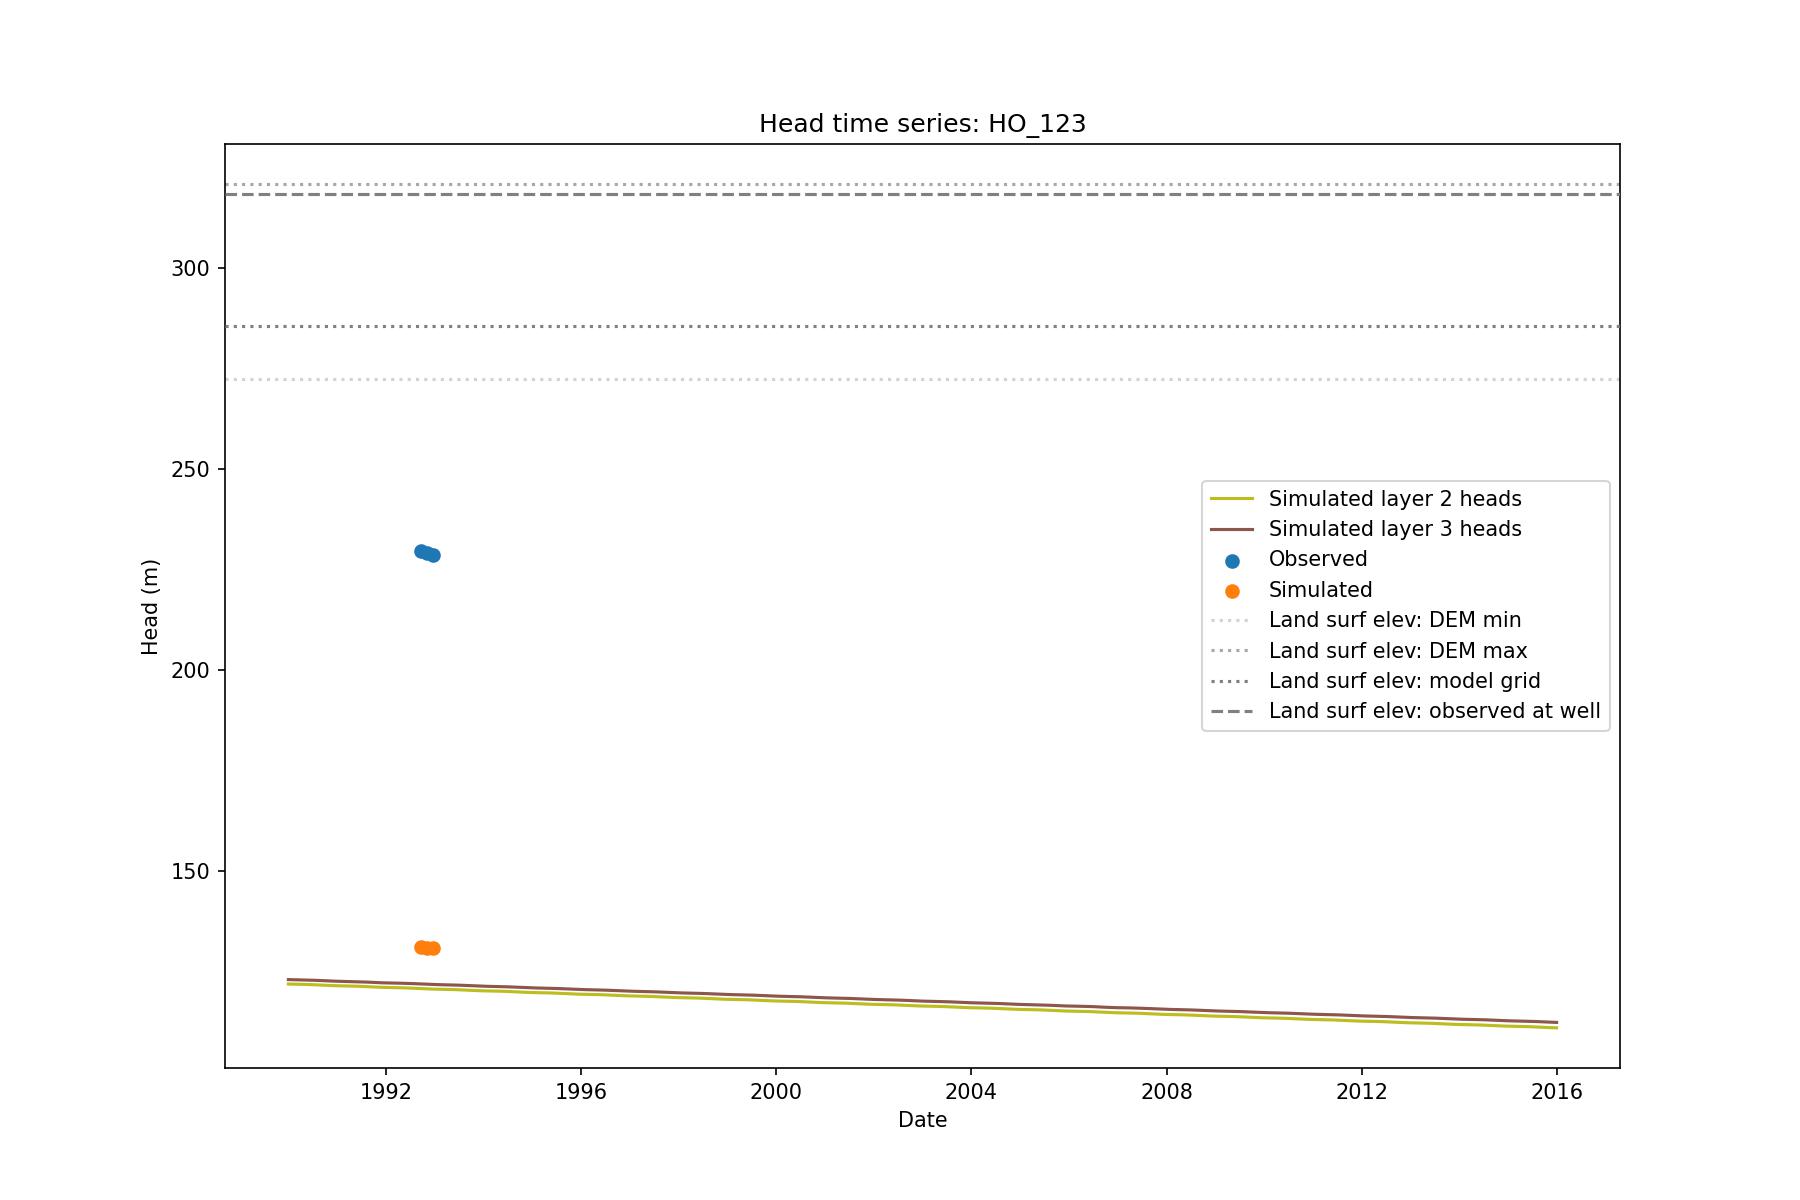 Head time series: HO_123
300
250
200
150
Head (m)
Simulated layer 2 heads
Simulated layer 3 heads
Observed
Simulated
Land surf elev: DEM min
Land surf elev: DEM max
Land surf elev: model grid
Land surf elev: observed at well
1992 1996 2000 2004 2008 2012 2016
Date